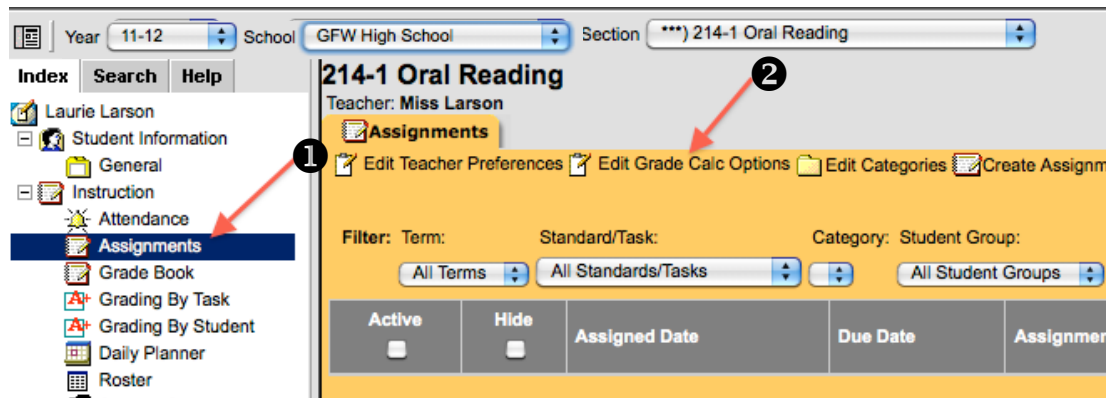 Year 11-12 School GFW High School Section ***) 214-1 Oral Reading
Index Search Help
Laurie Larson
Student Information
General
Instruction
Attendance
Assignments
Grade Book
Grading By Task
Grading By Student
Daily Planner
Roster
1
214-1 Oral Reading
2
Teacher: Miss Larson
Assignments
Edit Teacher Preferences Edit Grade Calc Options Edit Categories Create Assignm
Filter: Term: Standard/Task: Category: Student Group:
All Terms All Standards/Tasks All Student Groups
Active Hide Assigned Date Due Date Assignmen